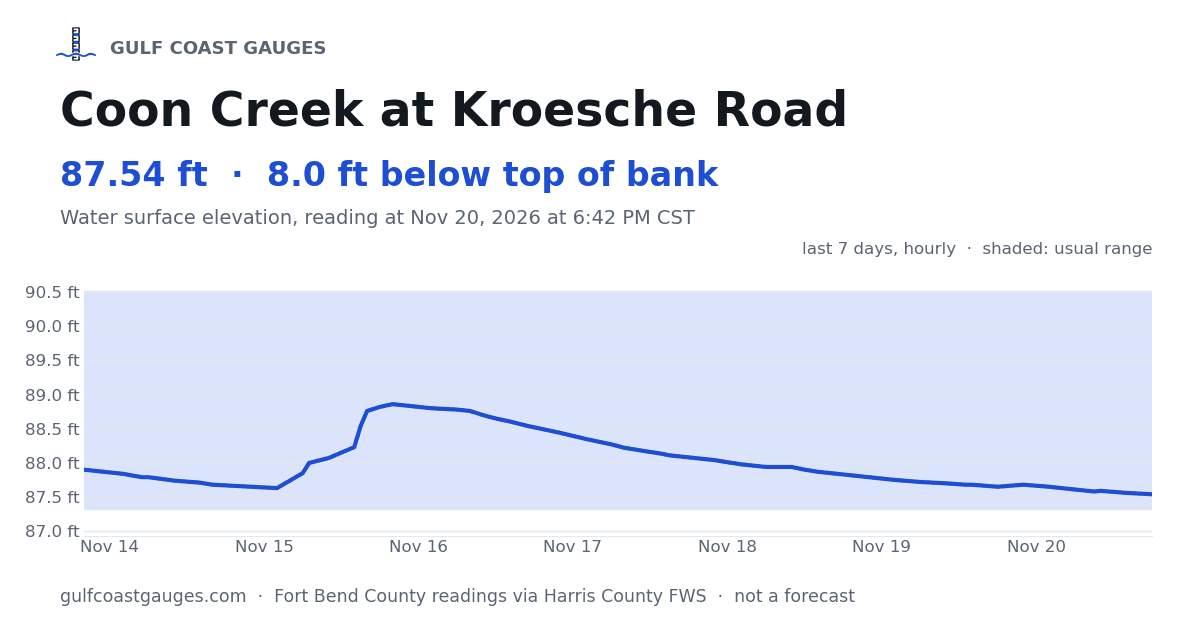 GULF COAST GAUGES
Coon Creek at Kroesche Road
87.54 ft · 8.0 ft below top of bank
Water surface elevation, reading at Nov 20, 2026 at 6:42 PM CST
last 7 days, hourly · shaded: usual range
90.5 ft
90.0 ft
89.5 ft
89.0 ft
88.5 ft
88.0 ft
87.5 ft
87.0 ft
Nov 14 Nov 15 Nov 16 Nov 17 Nov 18 Nov 19 Nov 20
gulfcoastgauges.com · Fort Bend County readings via Harris County FWS · not a forecast